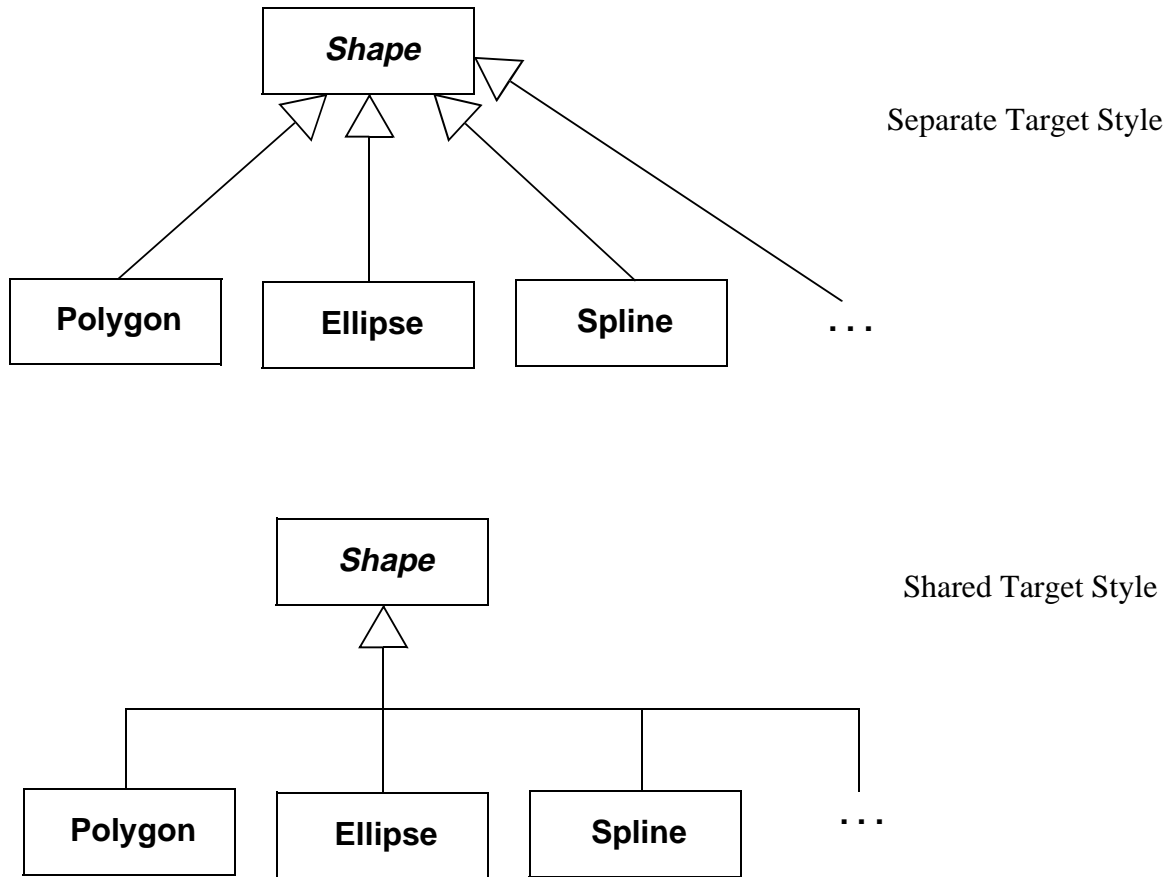 Shape
Separate Target Style
Polygon
Ellipse
Spline
. . .
Shape
Shared Target Style
Polygon
Ellipse
Spline
. . .